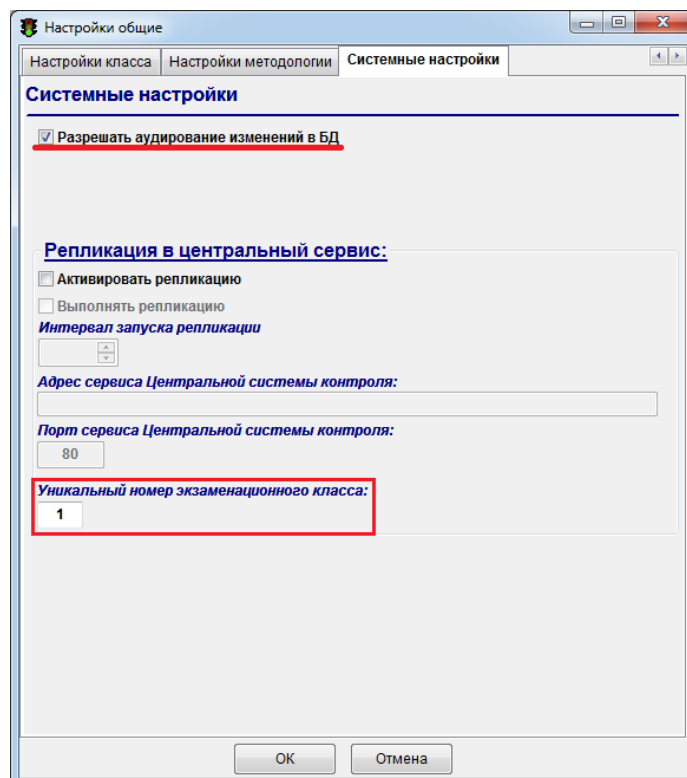 Настройки общие
Настройки класса Настройки методологии Системные настройки
Системные настройки
Разрешать аудирование изменений в БД
Репликация в центральный сервис:
Активировать репликацию
Выполнять репликацию
Интервал запуска репликации
Адрес сервиса Центральной системы контроля:
Порт сервиса Центральной системы контроля:
80
Уникальный номер экзаменационного класса:
1
ОК Отмена